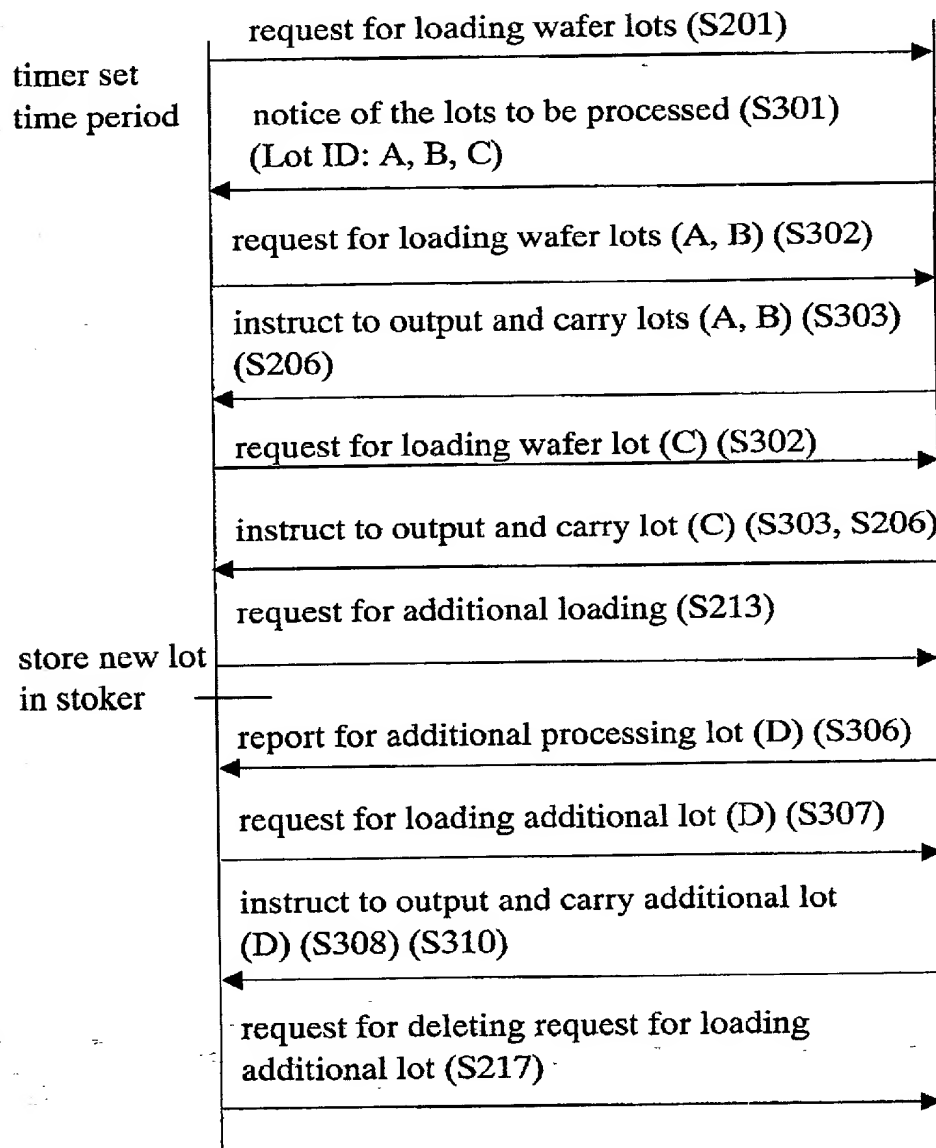 request for loading wafer lots (S201)
timer set
time period
notice of the lots to be processed (S301)
(Lot ID: A, B, C)
request for loading wafer lots (A, B) (S302)
instruct to output and carry lots (A, B) (S303)
(S206)
request for loading wafer lot (C) (S302)
instruct to output and carry lot (C) (S303, S206)
request for additional loading (S213)
store new lot
in stoker
report for additional processing lot (D) (S306)
request for loading additional lot (D) (S307)
instruct to output and carry additional lot
(D) (S308) (S310)
request for deleting request for loading
additional lot (S217)